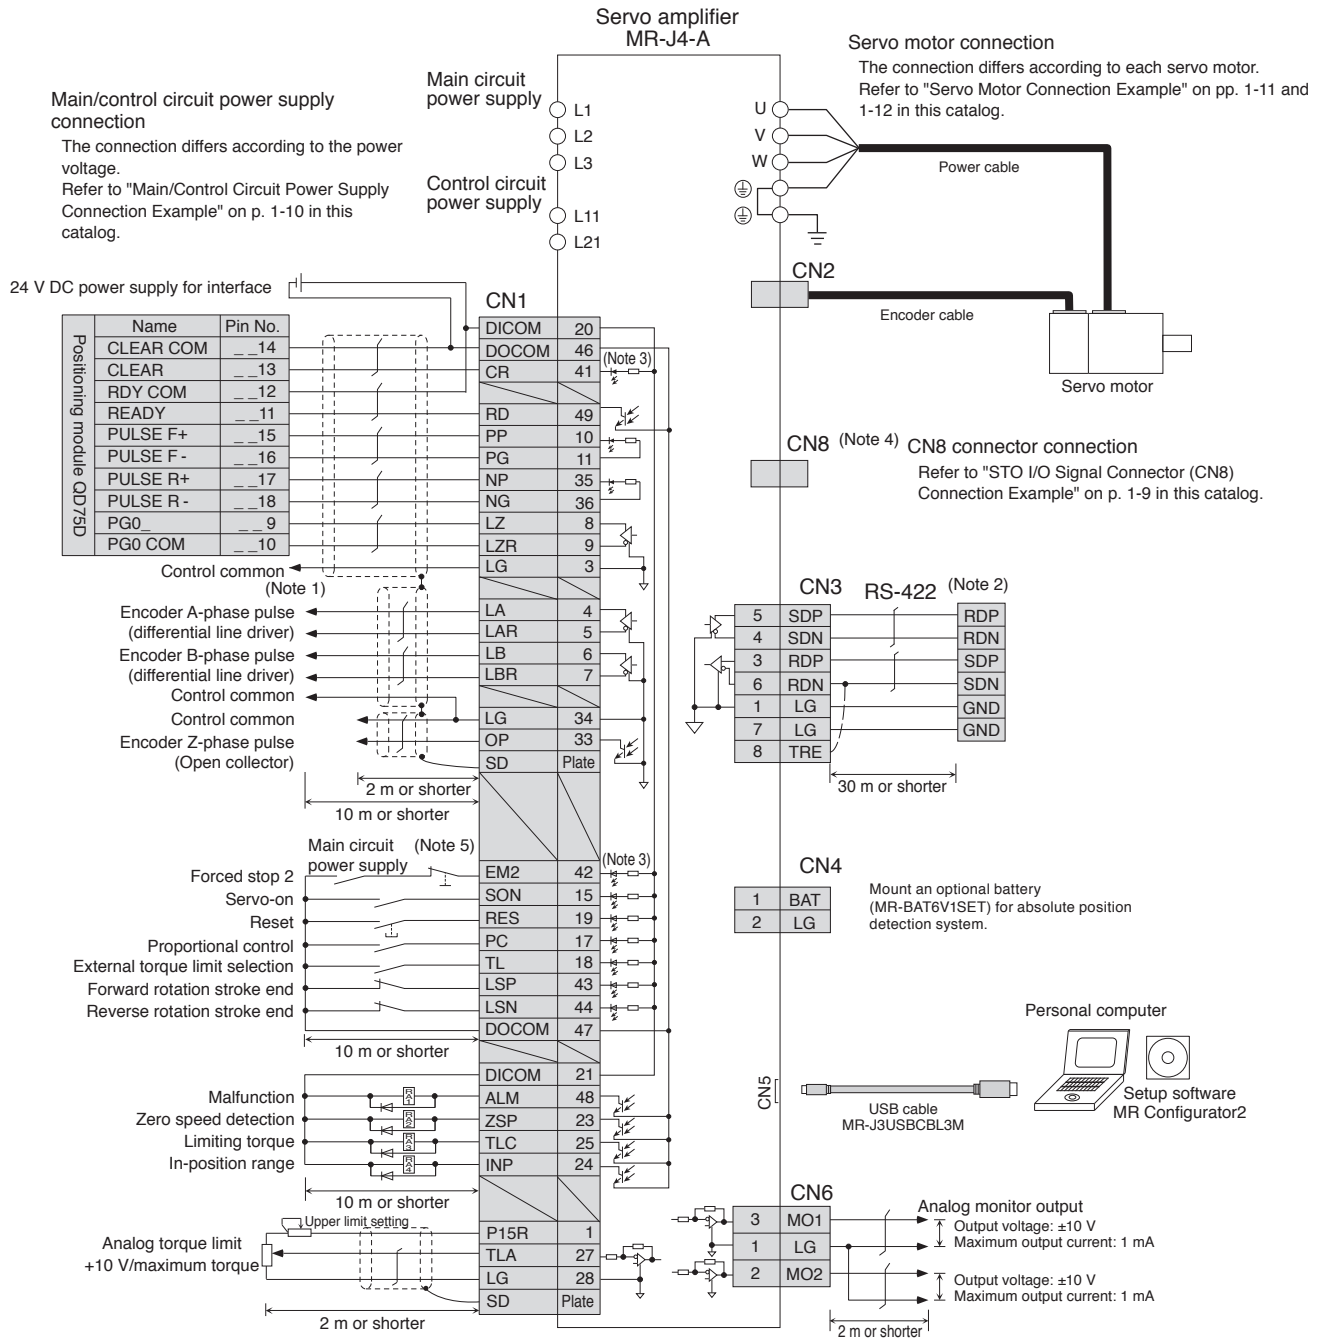 Servo amplifier
MR-J4-A
Main/control circuit power supply
connection
The connection differs according to the power
voltage.
Refer to "Main/Control Circuit Power Supply
Connection Example" on p. 1-10 in this
catalog.
Main circuit
power supply
L1
L2
L3
Control circuit
power supply
L11
L21
U
V
W
Servo motor connection
The connection differs according to each servo motor.
Refer to "Servo Motor Connection Example" on pp. 1-11 and
1-12 in this catalog.
Power cable
CN2
Encoder cable
Servo motor
CN8 (Note 4) CN8 connector connection
Refer to "STO I/O Signal Connector (CN8)
Connection Example" on p. 1-9 in this catalog.
24 V DC power supply for interface
Positioning module QD75D
Name Pin No.
CLEAR COM _ _14
CLEAR _ _13
RDY COM _ _12
READY _ _11
PULSE F+ _ _15
PULSE F - _ _16
PULSE R+ _ _17
PULSE R - _ _18
PG0_ _ _ 9
PG0 COM _ _10
Control common
(Note 1)
Encoder A-phase pulse
(differential line driver)
Encoder B-phase pulse
(differential line driver)
Control common
Control common
Encoder Z-phase pulse
(Open collector)
2 m or shorter
10 m or shorter
CN1
DICOM 20
DOCOM 46
(Note 3)
CR 41
RD 49
PP 10
PG 11
NP 35
NG 36
LZ 8
LZR 9
LG 3
LA 4
LAR 5
LB 6
LBR 7
LG 34
OP 33
SD Plate
Main circuit
power supply
(Note 5)
(Note 3)
Forced stop 2 EM2 42
Servo-on SON 15
Reset RES 19
Proportional control PC 17
External torque limit selection TL 18
Forward rotation stroke end LSP 43
Reverse rotation stroke end LSN 44
DOCOM 47
10 m or shorter
DICOM 21
Malfunction RA1 ALM 48
Zero speed detection RA2 ZSP 23
Limiting torque RA3 TLC 25
In-position range RA4 INP 24
10 m or shorter
Upper limit setting
Analog torque limit
+10 V/maximum torque
P15R 1
TLA 27
LG 28
SD Plate
2 m or shorter
CN3 RS-422 (Note 2)
5 SDP RDP
4 SDN RDN
3 RDP SDP
6 RDN SDN
1 LG GND
7 LG GND
8 TRE
30 m or shorter
CN4
1 BAT
2 LG
Mount an optional battery
(MR-BAT6V1SET) for absolute position
detection system.
CN5
USB cable
MR-J3USBCBL3M
Personal computer
Setup software
MR Configurator2
CN6
3 MO1
1 LG
2 MO2
Analog monitor output
Output voltage: ±10 V
Maximum output current: 1 mA
Output voltage: ±10 V
Maximum output current: 1 mA
2 m or shorter